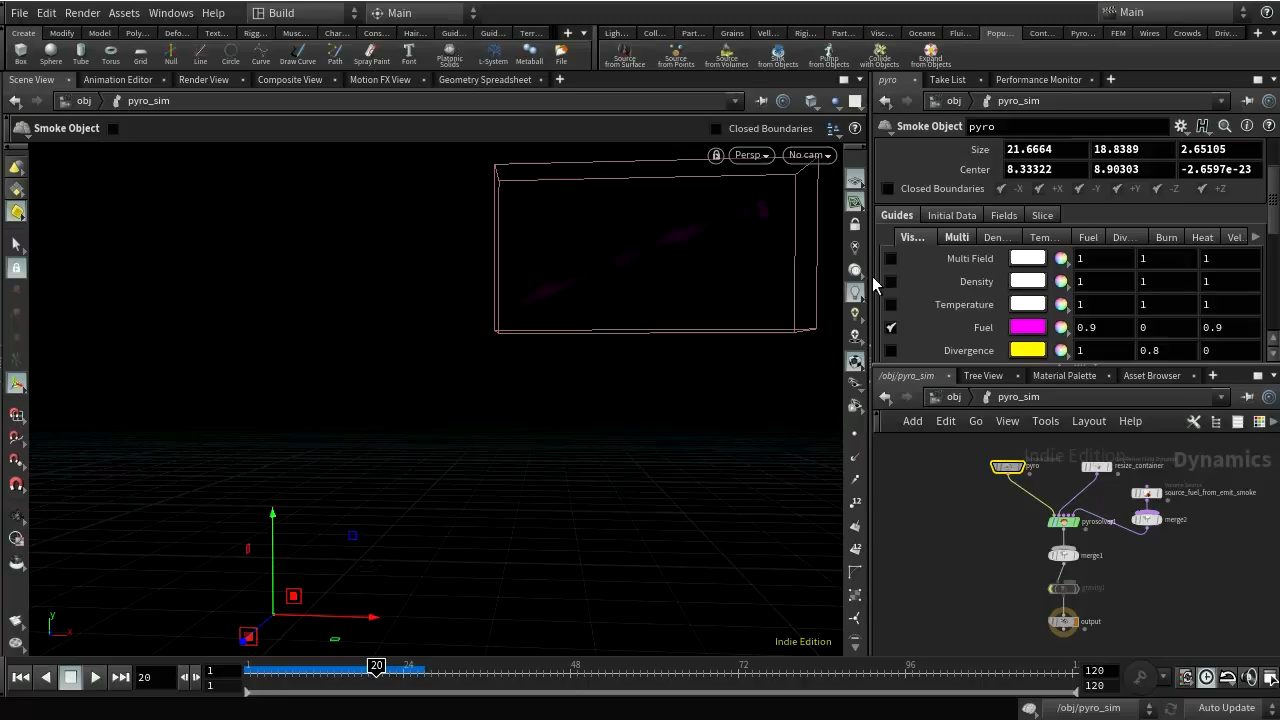 File Edit Render Assets Windows Help Build Main Main
Create Modify Model Poly... Defo... Text... Rigg... Musc... Char... Cons... Hair... Guid... Guid... Terr... Ligh... Coll... Part... Grains Vell... Rigi... Part... Visc... Oceans Flui... Popu... Cont... Pyro... FEM Wires Crowds Driv...
Box Sphere Tube Torus Grid Null Line Circle Curve Draw Curve Path Spray Paint Font Platonic Solids L-System Metaball File Source from Surface Source from Points Source from Volumes Sink from Objects Pump from Objects Collide with Objects Expand from Objects
Scene View Animation Editor Render View Composite View Motion FX View Geometry Spreadsheet pyro Take List Performance Monitor
obj pyro_sim obj pyro_sim
Smoke Object Closed Boundaries Smoke Object pyro
Persp No cam
Size 21.6664 18.8389 2.65105
Center 8.33322 8.90303 -2.6597e-23
Closed Boundaries -X +X -Y +Y -Z +Z
Guides Initial Data Fields Slice
Vis... Multi Den... Tem... Fuel Div... Burn Heat Vel..
Multi Field 1 1 1
Density 1 1 1
Temperature 1 1 1
Fuel 0.9 0 0.9
Divergence 1 0.8 0
/obj/pyro_sim Tree View Material Palette Asset Browser
obj pyro_sim
Add Edit Go View Tools Layout Help
Indie Edition Dynamics
pyro resize_container
source_fuel_from_emit_smoke
pyrosolver1 merge2
merge1
gravity1
output
y
x
Indie Edition
20 1 1 1 20 24 48 72 96 1 120 120
/obj/pyro_sim Auto Update